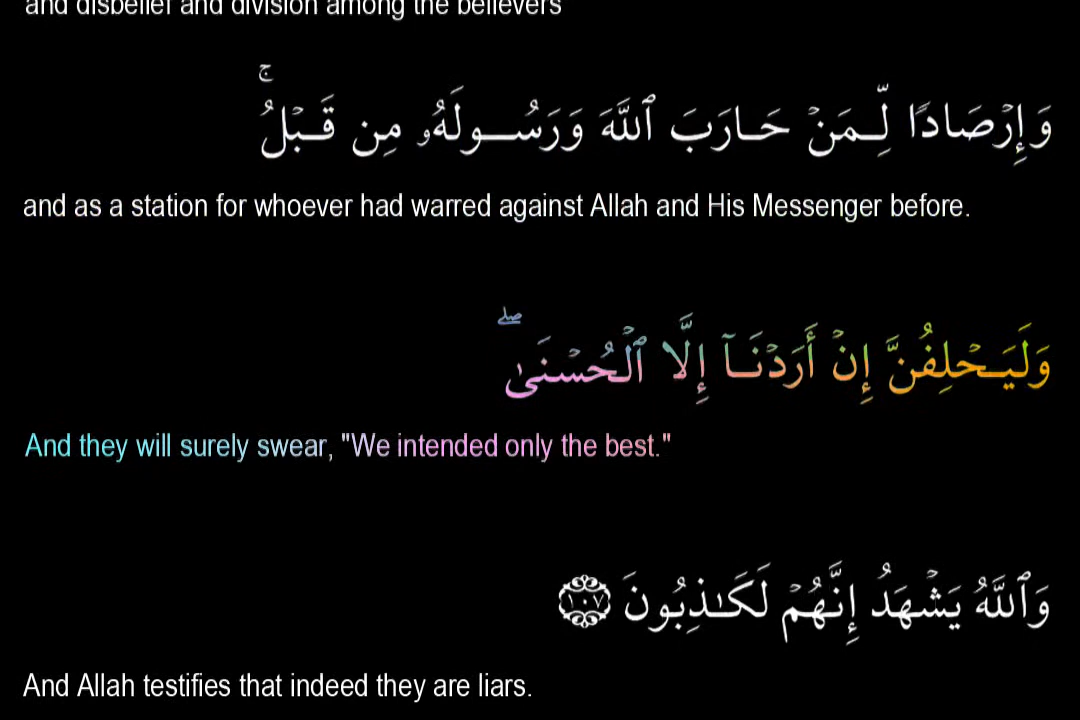 and disbelief and division among the believers
وَإِرْصَادًا لِّمَنْ حَارَبَ ٱللَّهَ وَرَسُولَهُۥ مِن قَبْلُ ۚ
and as a station for whoever had warred against Allah and His Messenger before.
وَلَيَحْلِفُنَّ إِنْ أَرَدْنَآ إِلَّا ٱلْحُسْنَىٰ ۖ
And they will surely swear, "We intended only the best."
وَٱللَّهُ يَشْهَدُ إِنَّهُمْ لَكَـٰذِبُونَ ١٠٧
And Allah testifies that indeed they are liars.